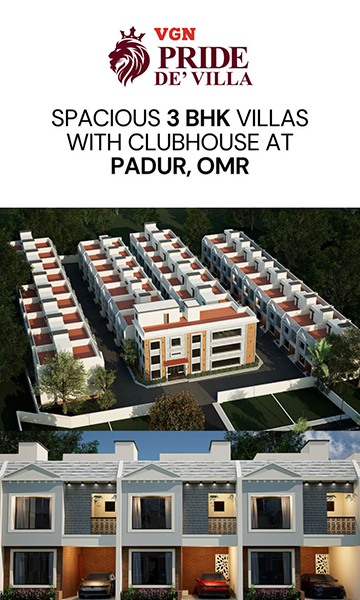 VGN
PRIDE
DE' VILLA
SPACIOUS 3 BHK VILLAS
WITH CLUBHOUSE AT
PADUR, OMR